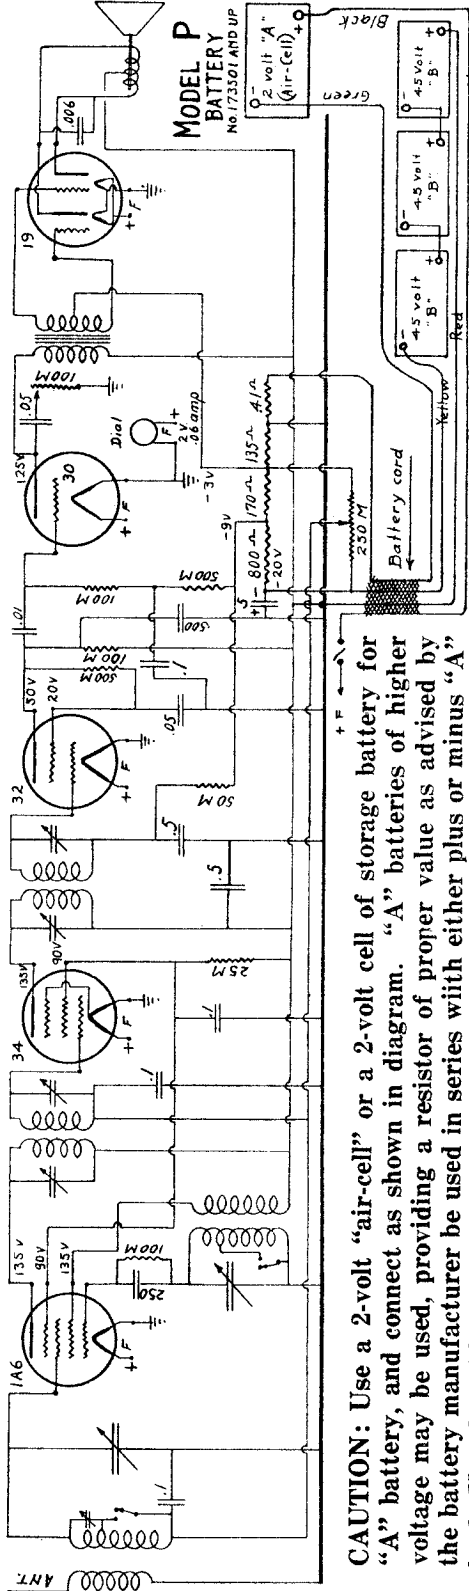 MODEL P
BATTERY
No. 173501 AND UP
ANT.
1A6
135V
90V
135V
+ F
.1
250
100M
34
135V
90V
+ F
.1
.1
25M
32
30V
20V
+ F
.5
.5
50M
.05
.1
500M
100M
.01
100M
500
500M
30
125V
.05
100M
+ F
Dial
F
2V
.06 amp
-3V
-9V
-20V
.5
800Ω
170Ω
135Ω
41Ω
250M
19
.006
+ F
2 volt "A"
(Air-Cell)
Black
Green
45 volt
"B"
45 volt
"B"
45 volt
"B"
Red
Yellow
Battery cord
+ F
CAUTION: Use a 2-volt "air-cell" or a 2-volt cell of storage battery for
"A" battery, and connect as shown in diagram. "A" batteries of higher
voltage may be used, providing a resistor of proper value as advised by
the battery manufacturer be used in series wiith either plus or minus "A"